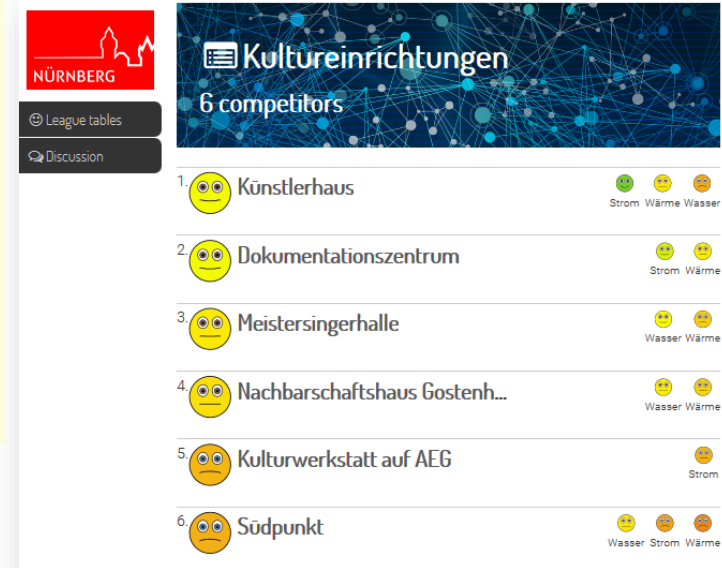 NÜRNBERG
League tables
Discussion
Kultureinrichtungen
6 competitors
1. Künstlerhaus
Strom Wärme Wasser
2. Dokumentationszentrum
Strom Wärme
3. Meistersingerhalle
Wasser Wärme
4. Nachbarschaftshaus Gostenh...
Wasser Wärme
5. Kulturwerkstatt auf AEG
Strom
6. Südpunkt
Wasser Strom Wärme